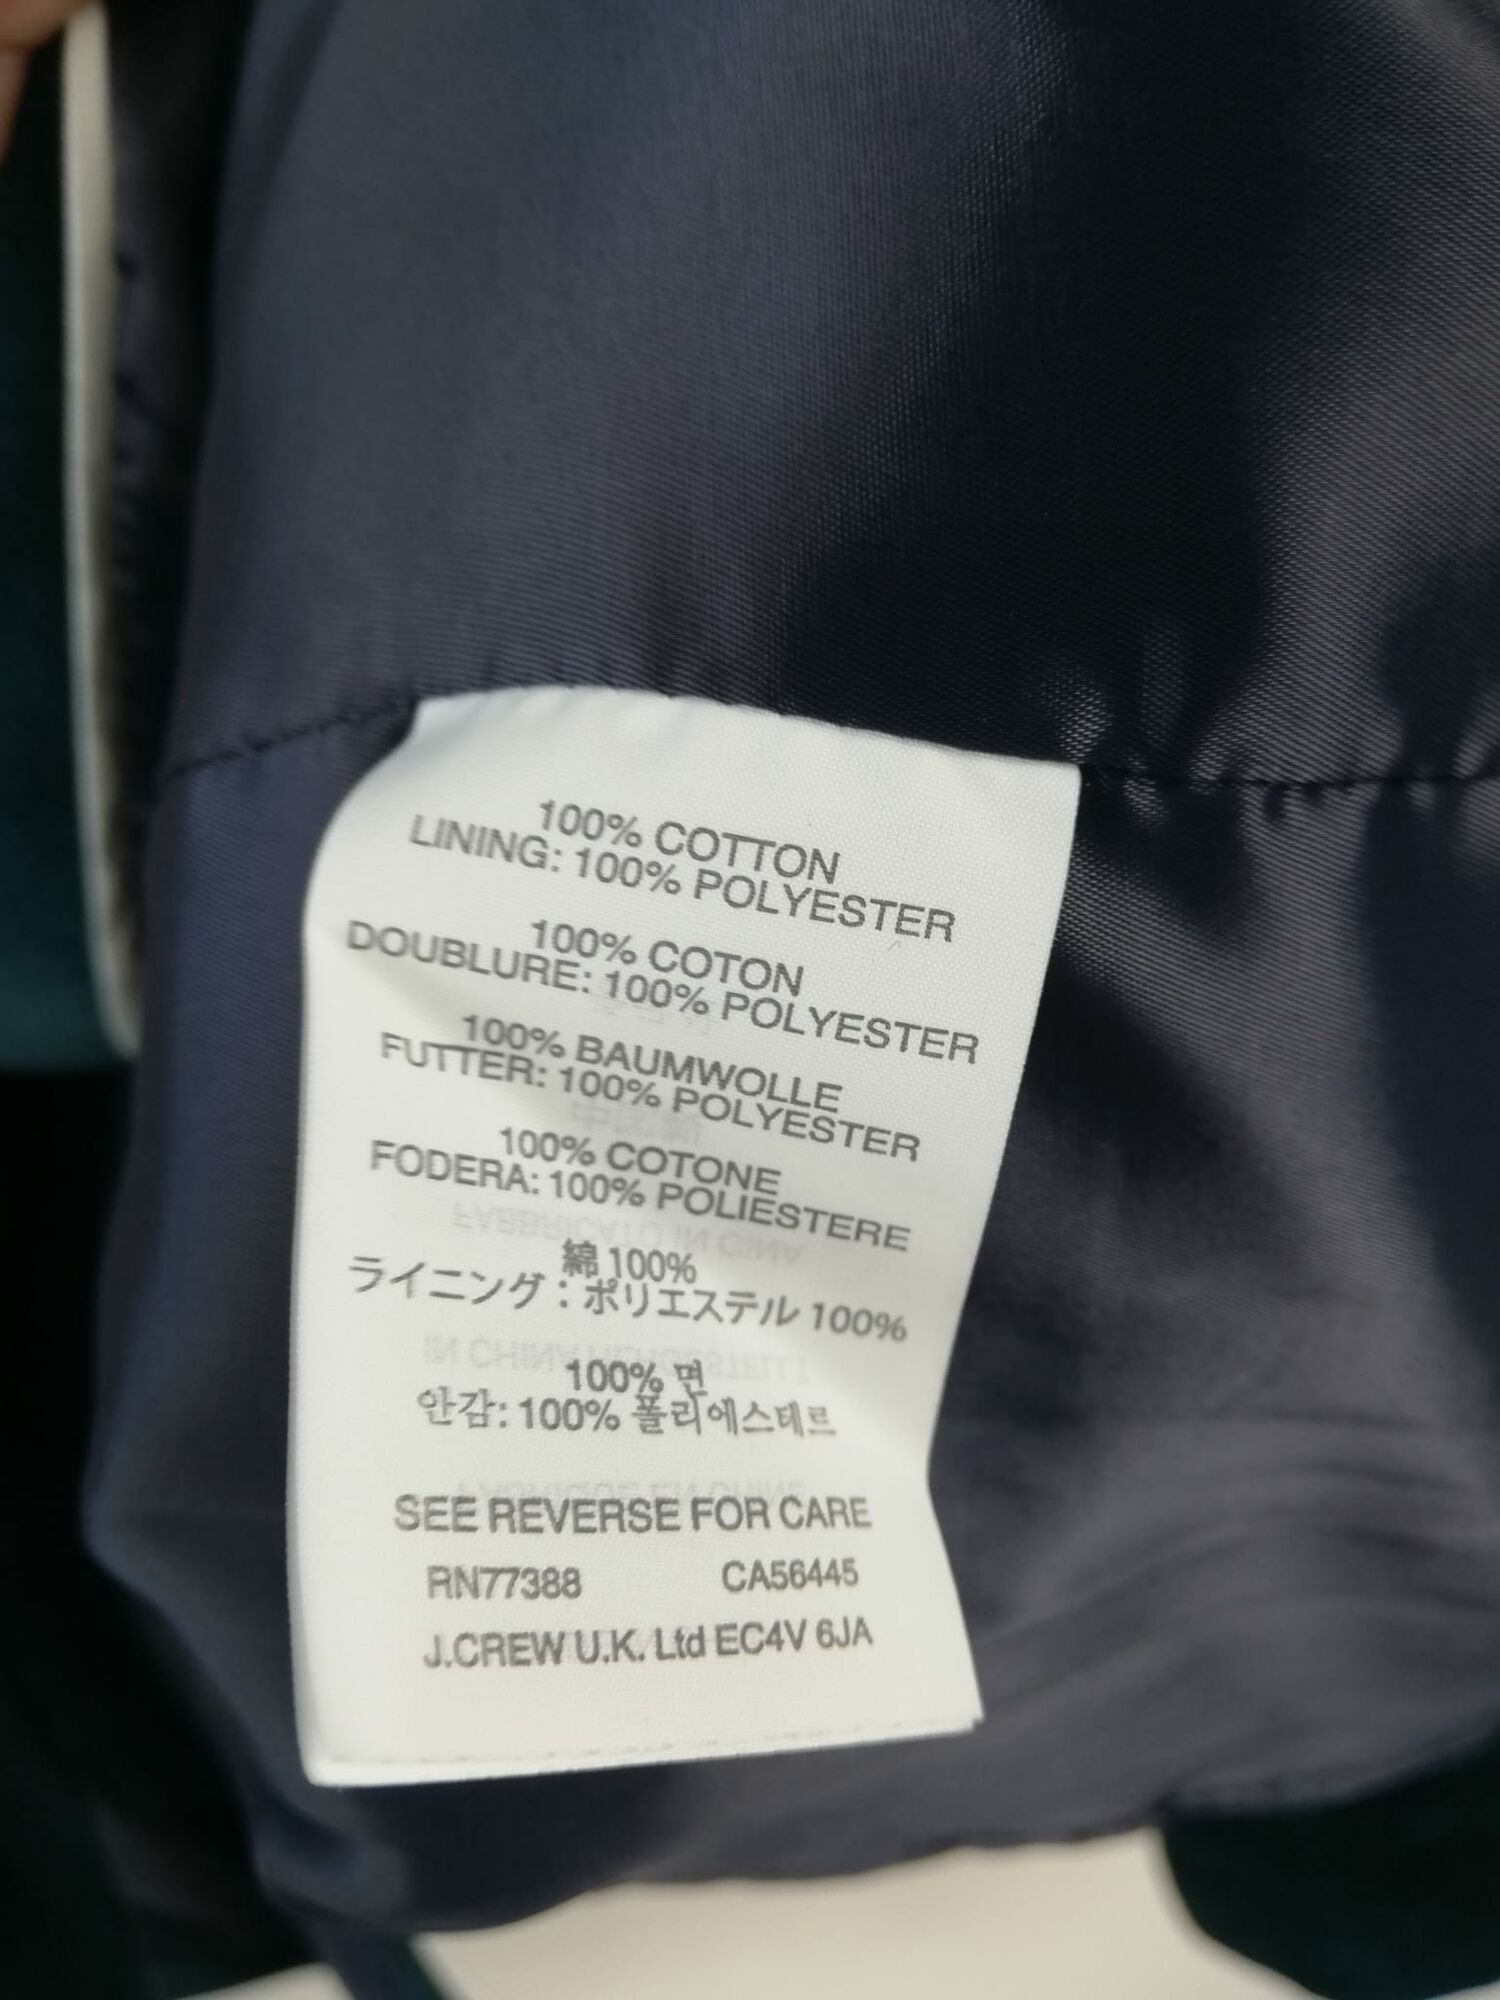 100% COTTON
LINING: 100% POLYESTER
100% COTON
DOUBLURE: 100% POLYESTER
100% BAUMWOLLE
FUTTER: 100% POLYESTER
100% COTONE
FODERA: 100% POLIESTERE
綿 100%
ライニング：ポリエステル 100%
100% 면
안감: 100% 폴리에스테르
SEE REVERSE FOR CARE
RN77388 CA56445
J.CREW U.K. Ltd EC4V 6JA